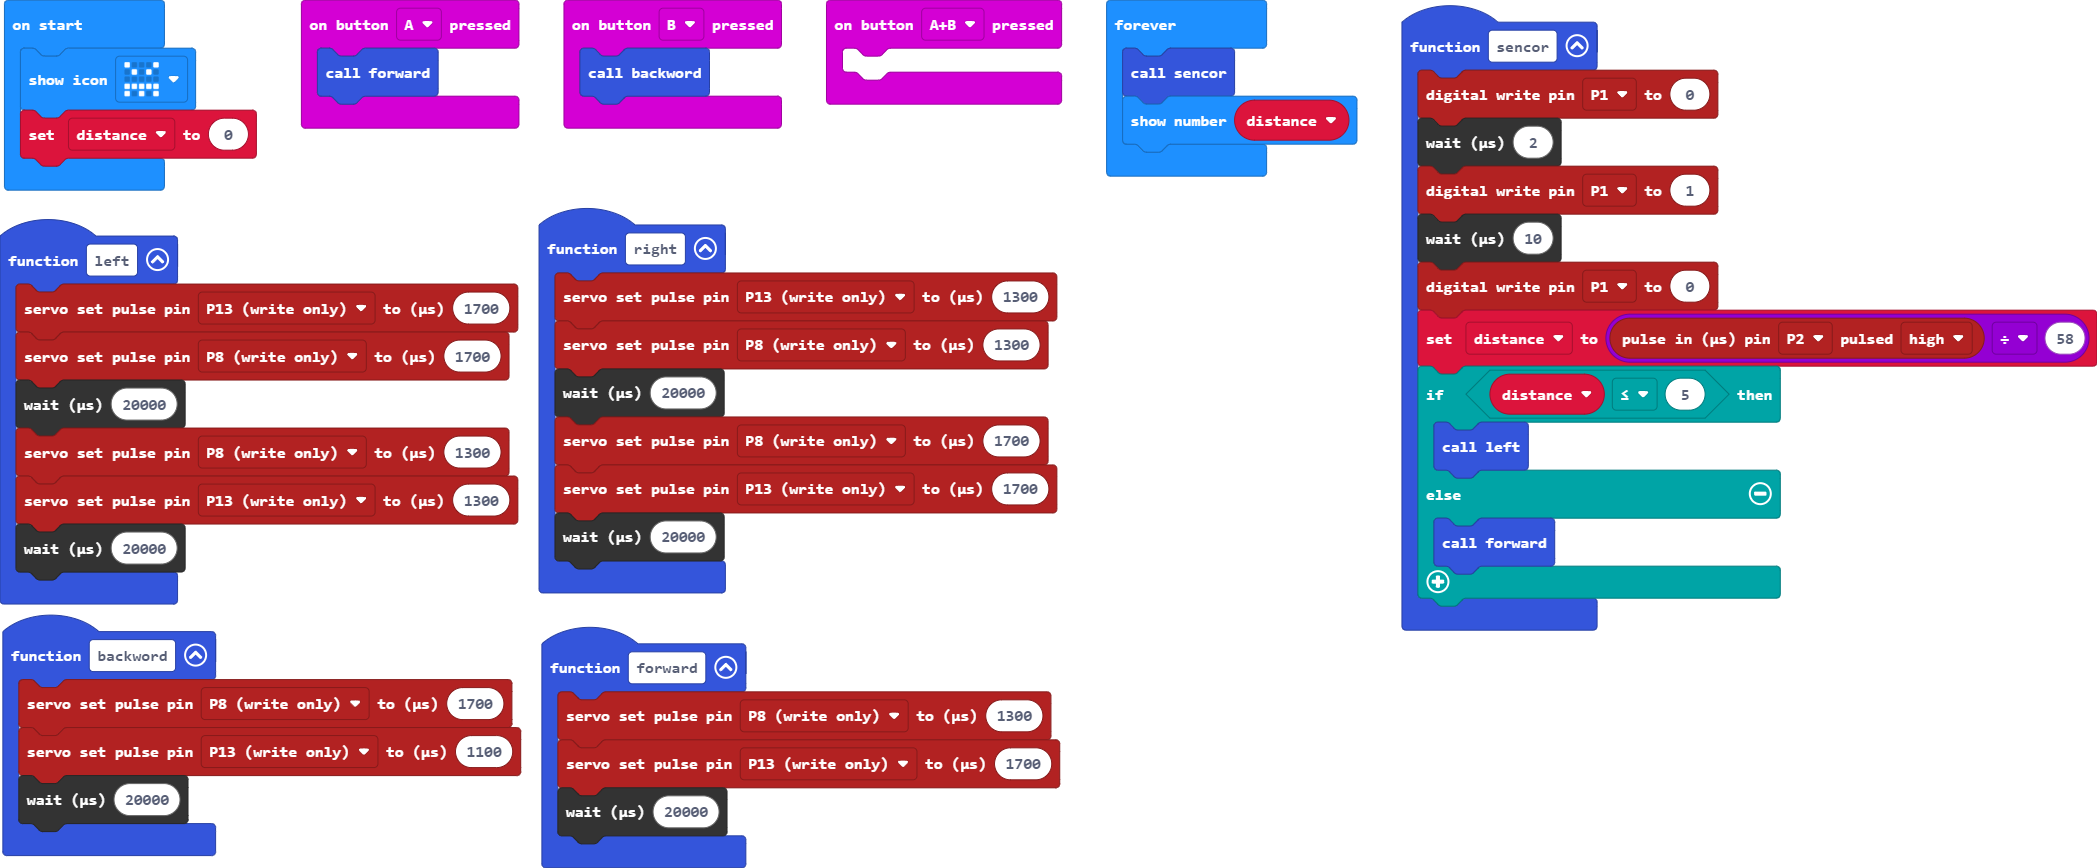 on start
show icon
set distance to 0
on button A pressed
call forward
on button B pressed
call backword
on button A+B pressed
forever
call sencor
show number distance
function sencor
digital write pin P1 to 0
wait (µs) 2
digital write pin P1 to 1
wait (µs) 10
digital write pin P1 to 0
set distance to pulse in (µs) pin P2 pulsed high ÷ 58
if distance ≤ 5 then
call left
else
call forward
function left
servo set pulse pin P13 (write only) to (µs) 1700
servo set pulse pin P8 (write only) to (µs) 1700
wait (µs) 20000
servo set pulse pin P8 (write only) to (µs) 1300
servo set pulse pin P13 (write only) to (µs) 1300
wait (µs) 20000
function right
servo set pulse pin P13 (write only) to (µs) 1300
servo set pulse pin P8 (write only) to (µs) 1300
wait (µs) 20000
servo set pulse pin P8 (write only) to (µs) 1700
servo set pulse pin P13 (write only) to (µs) 1700
wait (µs) 20000
function backword
servo set pulse pin P8 (write only) to (µs) 1700
servo set pulse pin P13 (write only) to (µs) 1100
wait (µs) 20000
function forward
servo set pulse pin P8 (write only) to (µs) 1300
servo set pulse pin P13 (write only) to (µs) 1700
wait (µs) 20000